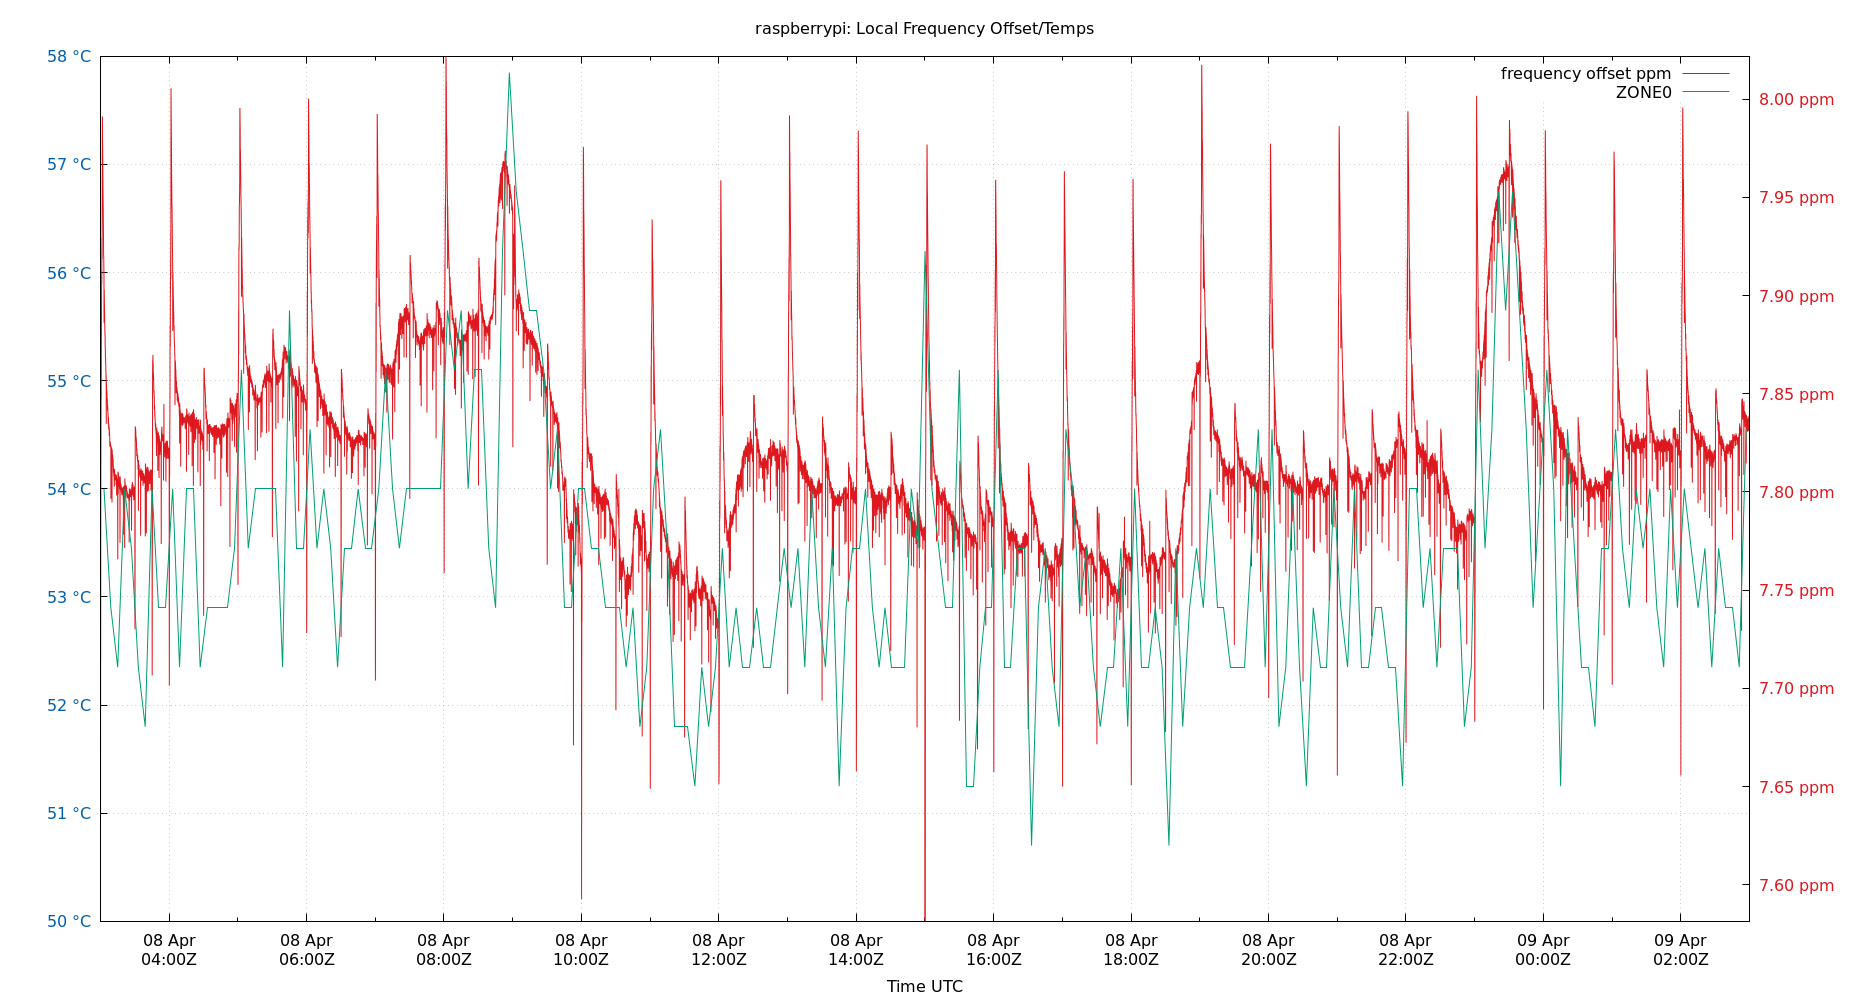 raspberrypi: Local Frequency Offset/Temps
frequency offset ppm
ZONE0
58 °C
57 °C
56 °C
55 °C
54 °C
53 °C
52 °C
51 °C
50 °C
8.00 ppm
7.95 ppm
7.90 ppm
7.85 ppm
7.80 ppm
7.75 ppm
7.70 ppm
7.65 ppm
7.60 ppm
08 Apr 08 Apr 08 Apr 08 Apr 08 Apr 08 Apr 08 Apr 08 Apr 08 Apr 08 Apr 09 Apr 09 Apr
04:00Z 06:00Z 08:00Z 10:00Z 12:00Z 14:00Z 16:00Z 18:00Z 20:00Z 22:00Z 00:00Z 02:00Z
Time UTC